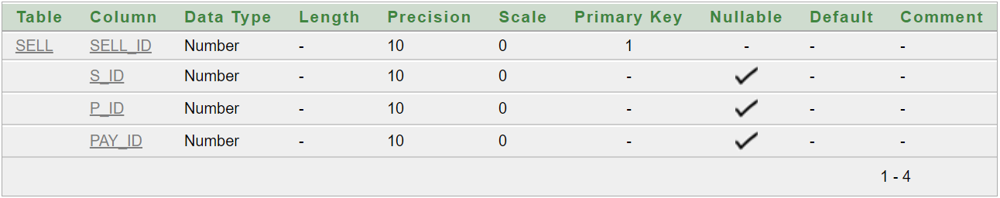 Table Column Data Type Length Precision Scale Primary Key Nullable Default Comment
SELL SELL_ID Number - 10 0 1 - - -
S_ID Number - 10 0 - ✓ - -
P_ID Number - 10 0 - ✓ - -
PAY_ID Number - 10 0 - ✓ - -
1 - 4